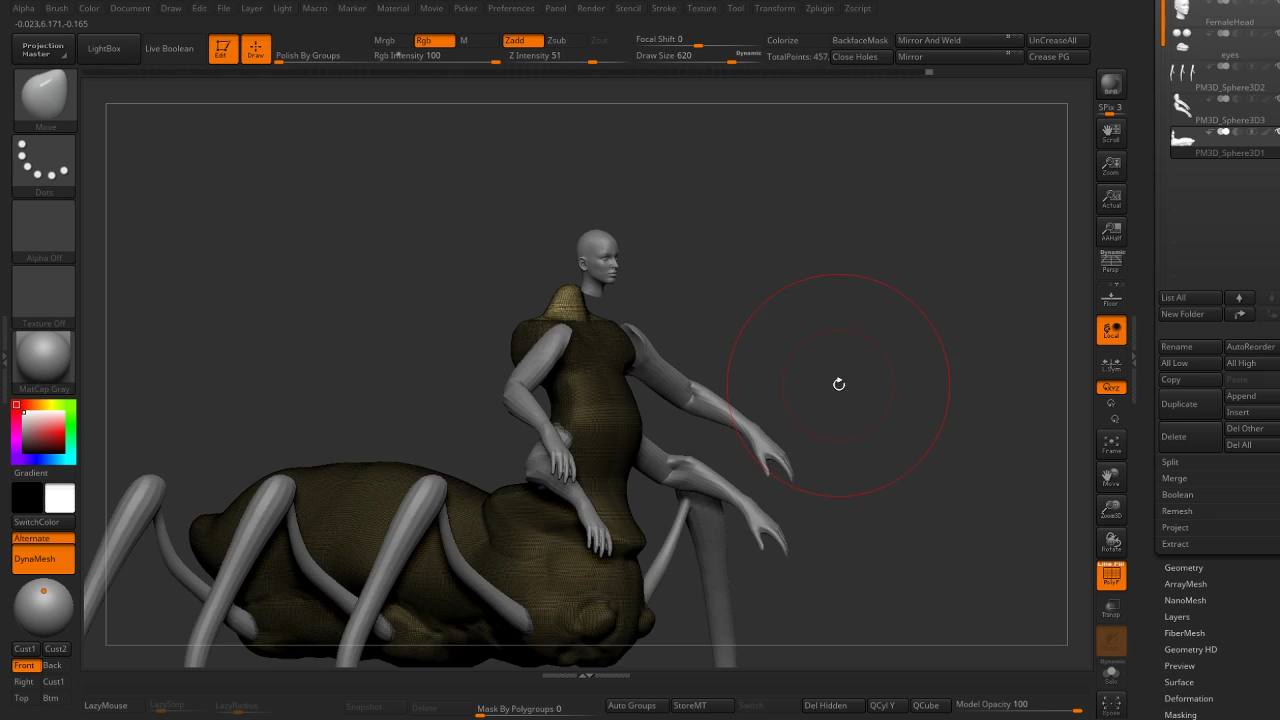 Alpha Brush Color Document Draw Edit File Layer Light Macro Marker Material Movie Picker Preferences Panel Render Stencil Stroke Texture Tool Transform Zplugin Zscript
-0.023,6.171,-0.165
Projection Master
LightBox
Live Boolean
Edit
Draw
Polish By Groups
Mrgb Rgb M
Rgb Intensity 100
Zadd Zsub Zcut
Z Intensity 51
Focal Shift 0
Draw Size 620
Dynamic
Colorize
TotalPoints: 457,
BackfaceMask
Close Holes
Mirror And Weld
Mirror
UnCreaseAll
Crease PG
Move
Dots
Alpha Off
Texture Off
MatCap Gray
Gradient
SwitchColor
Alternate
DynaMesh
Cust1 Cust2
Front Back
Right Cust1
Top Btm
BPR
SPix 3
Scroll
Zoom
Actual
AAHalf
Dynamic
Persp
Floor
Local
L.Sym
XYZ
Frame
Move
Zoom3D
Rotate
Line Fill
PolyF
Transp
Dynamic
Solo
Xpose
FemaleHead
eyes
PM3D_Sphere3D2
PM3D_Sphere3D3
PM3D_Sphere3D1
List All
New Folder
Rename AutoReorder
All Low All High
Copy Paste
Duplicate Append
Insert
Delete Del Other
Del All
Split
Merge
Boolean
Remesh
Project
Extract
Geometry
ArrayMesh
NanoMesh
Layers
FiberMesh
Geometry HD
Preview
Surface
Deformation
Masking
LazyMouse LazyStep LazyRadius Snapshot Delete Mask By Polygroups 0 Auto Groups StoreMT Switch Del Hidden QCyl Y QCube Model Opacity 100